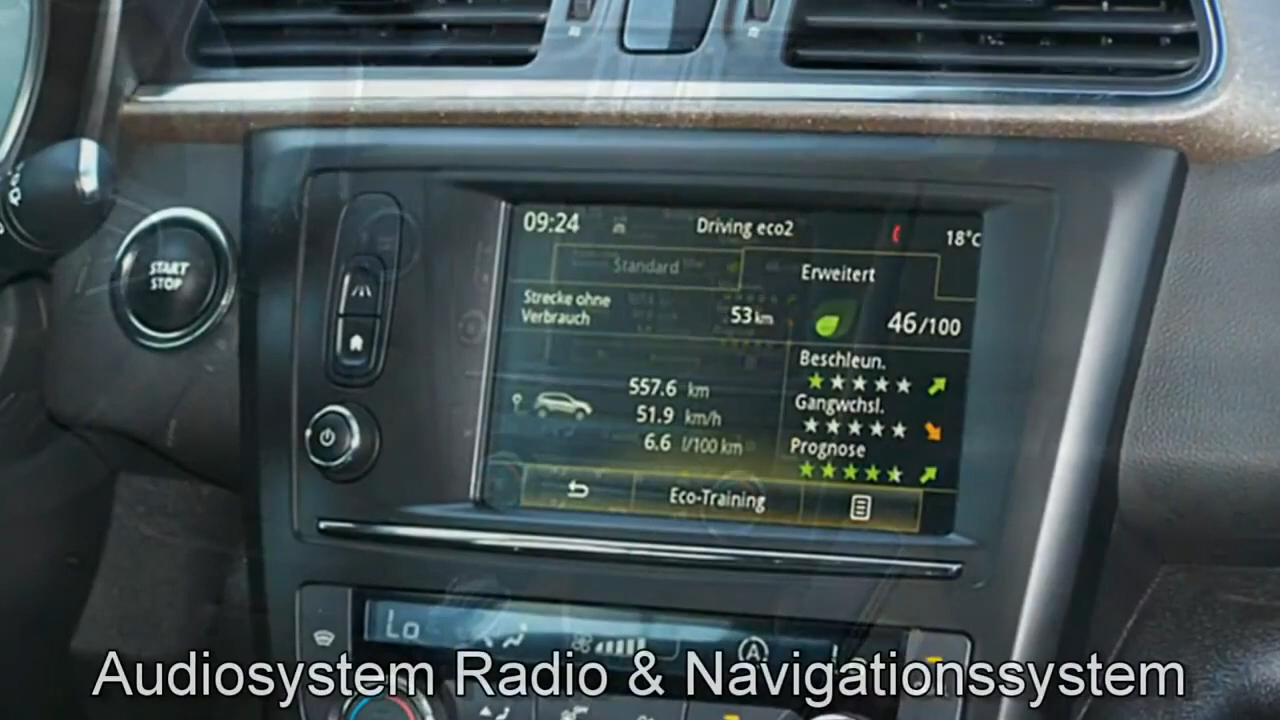 START
STOP
09:24
Driving eco2
18°C
Standard
Erweitert
Strecke ohne
Verbrauch
53 km
46/100
Beschleun.
557.6 km
Gangwchsl.
51.9 km/h
Prognose
6.6 l/100 km
Eco-Training
Lo
A
Audiosystem Radio & Navigationssystem